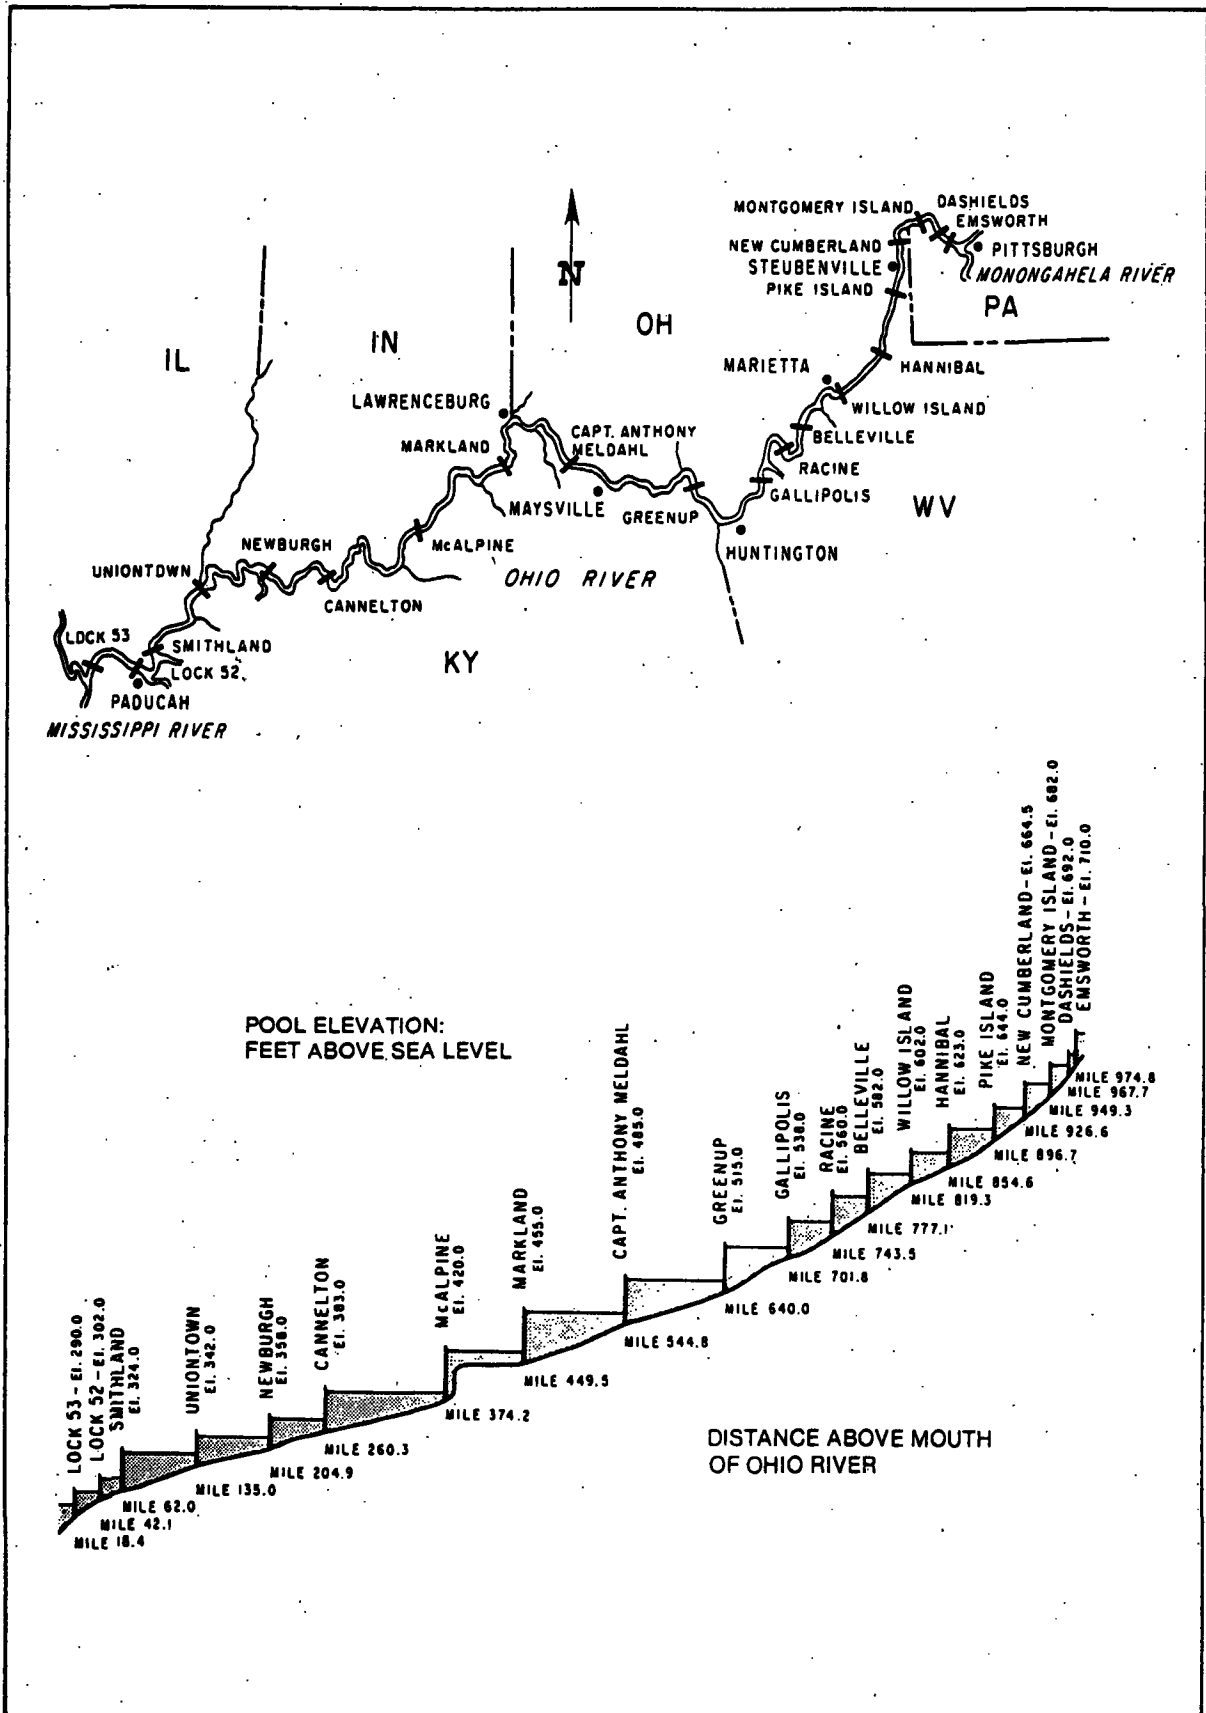 MONTGOMERY ISLAND
DASHIELDS
EMSWORTH
NEW CUMBERLAND
PITTSBURGH
STEUBENVILLE
MONONGAHELA RIVER
PIKE ISLAND
N
PA
OH
IN
IL
MARIETTA
HANNIBAL
LAWRENCEBURG
WILLOW ISLAND
CAPT. ANTHONY
MELDAHL
BELLEVILLE
MARKLAND
RACINE
GALLIPOLIS
MAYSVILLE
GREENUP
WV
McALPINE
HUNTINGTON
NEWBURGH
UNIONTOWN
OHIO RIVER
CANNELTON
LOCK 53
SMITHLAND
KY
LOCK 52
PADUCAH
MISSISSIPPI RIVER
POOL ELEVATION:
FEET ABOVE SEA LEVEL
LOCK 53 - El. 290.0
LOCK 52 - El. 302.0
SMITHLAND
El. 324.0
UNIONTOWN
El. 342.0
NEWBURGH
El. 358.0
CANNELTON
El. 383.0
McALPINE
El. 420.0
MARKLAND
El. 455.0
CAPT. ANTHONY MELDAHL
El. 485.0
GREENUP
El. 515.0
GALLIPOLIS
El. 538.0
RACINE
El. 560.0
BELLEVILLE
El. 582.0
WILLOW ISLAND
El. 602.0
HANNIBAL
El. 623.0
PIKE ISLAND
El. 644.0
NEW CUMBERLAND - El. 664.5
MONTGOMERY ISLAND - El. 682.0
DASHIELDS - El. 692.0
EMSWORTH - El. 710.0
MILE 974.8
MILE 967.7
MILE 949.3
MILE 926.6
MILE 896.7
MILE 854.6
MILE 819.3
MILE 777.1
MILE 743.5
MILE 701.8
MILE 640.0
MILE 544.8
MILE 449.5
MILE 374.2
MILE 260.3
MILE 204.9
MILE 135.0
MILE 62.0
MILE 42.1
MILE 18.4
DISTANCE ABOVE MOUTH
OF OHIO RIVER